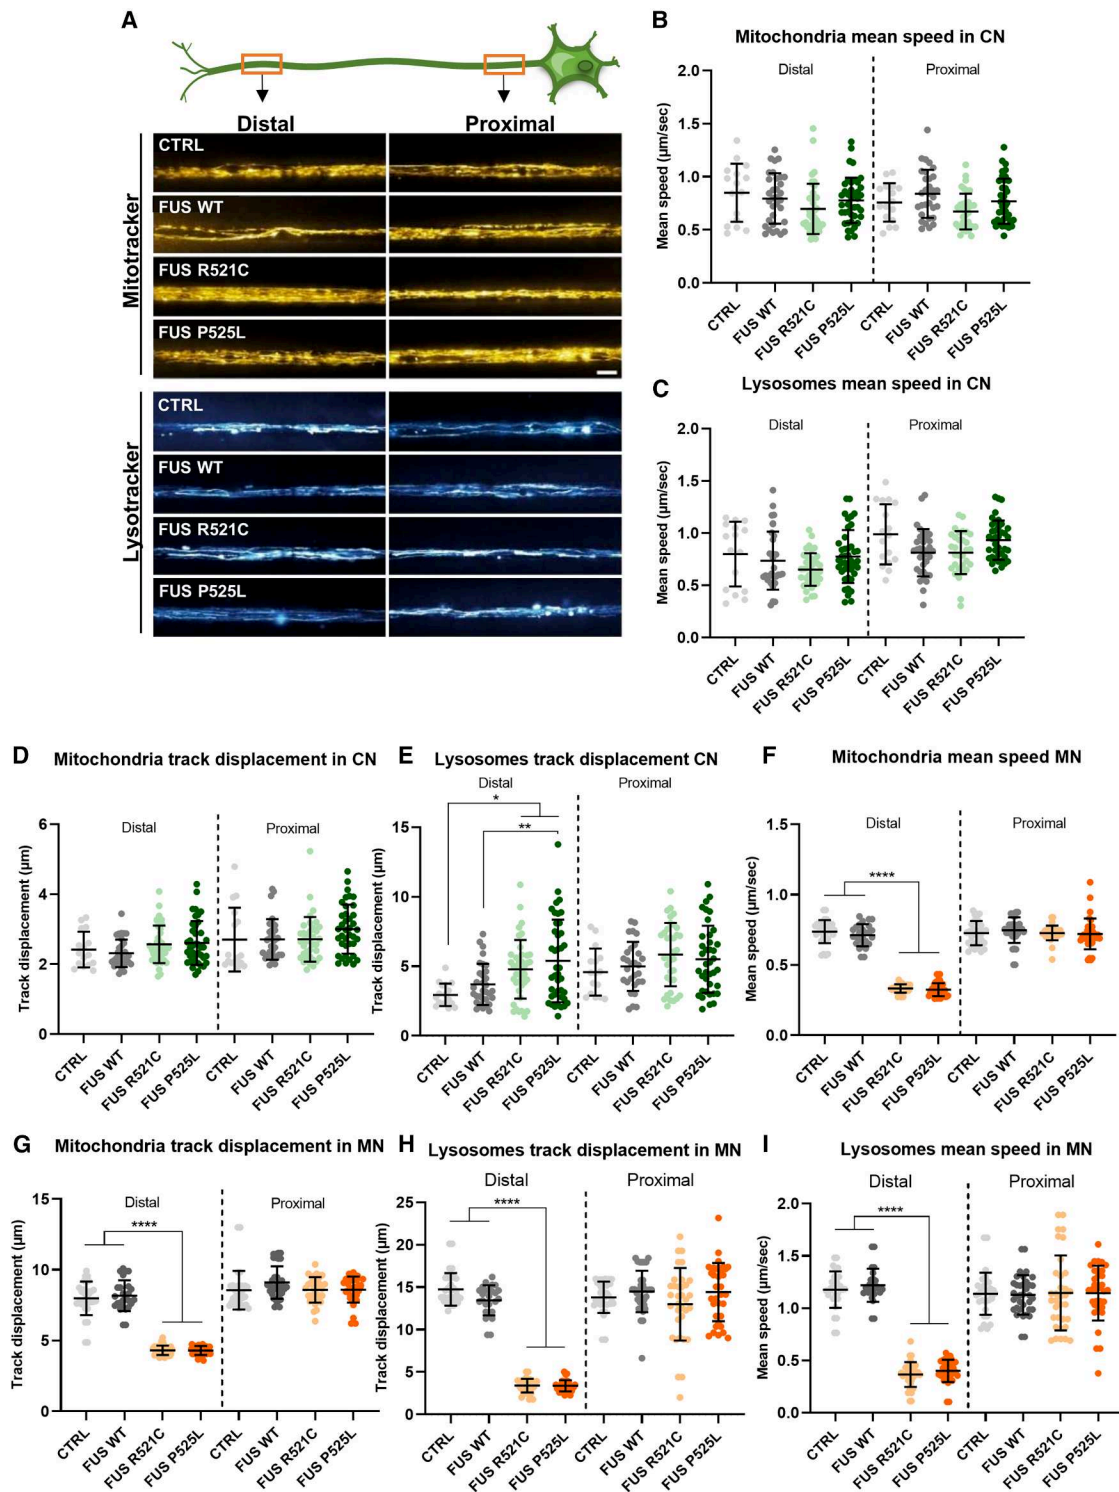 A
Distal
Proximal
Mitotracker
CTRL
FUS WT
FUS R521C
FUS P525L
Lysotracker
CTRL
FUS WT
FUS R521C
FUS P525L
B
Mitochondria mean speed in CN
Distal
Proximal
Mean speed (µm/sec)
2.0
1.5
1.0
0.5
0.0
CTRL
FUS WT
FUS R521C
FUS P525L
CTRL
FUS WT
FUS R521C
FUS P525L
C
Lysosomes mean speed in CN
Distal
Proximal
Mean speed (µm/sec)
2.0
1.5
1.0
0.5
0.0
CTRL
FUS WT
FUS R521C
FUS P525L
CTRL
FUS WT
FUS R521C
FUS P525L
D
Mitochondria track displacement in CN
Distal
Proximal
Track displacement (µm)
6
4
2
0
CTRL
FUS WT
FUS R521C
FUS P525L
CTRL
FUS WT
FUS R521C
FUS P525L
E
Lysosomes track displacement CN
Distal
Proximal
*
**
Track displacement (µm)
15
10
5
0
CTRL
FUS WT
FUS R521C
FUS P525L
CTRL
FUS WT
FUS R521C
FUS P525L
F
Mitochondria mean speed MN
Distal
Proximal
****
Mean speed (µm/sec)
1.5
1.0
0.5
0.0
CTRL
FUS WT
FUS R521C
FUS P525L
CTRL
FUS WT
FUS R521C
FUS P525L
G
Mitochondria track displacement in MN
Distal
Proximal
****
Track displacement (µm)
15
10
5
0
CTRL
FUS WT
FUS R521C
FUS P525L
CTRL
FUS WT
FUS R521C
FUS P525L
H
Lysosomes track displacement in MN
Distal
Proximal
****
Track displacement (µm)
25
20
15
10
5
0
CTRL
FUS WT
FUS R521C
FUS P525L
CTRL
FUS WT
FUS R521C
FUS P525L
I
Lysosomes mean speed in MN
Distal
Proximal
****
Mean speed (µm/sec)
2.0
1.5
1.0
0.5
0.0
CTRL
FUS WT
FUS R521C
FUS P525L
CTRL
FUS WT
FUS R521C
FUS P525L